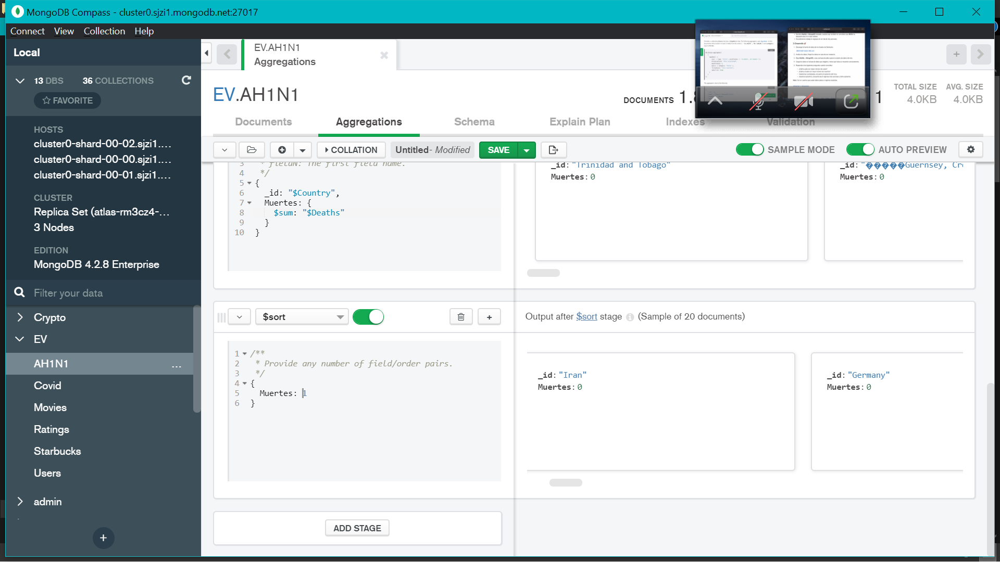 MongoDB Compass - cluster0.sjzi1.mongodb.net:27017
Connect View Collection Help
Local
13 DBS 36 COLLECTIONS
FAVORITE
HOSTS
cluster0-shard-00-02.sjzi1....
cluster0-shard-00-00.sjzi1....
cluster0-shard-00-01.sjzi1....
CLUSTER
Replica Set (atlas-rm3cz4-...
3 Nodes
EDITION
MongoDB 4.2.8 Enterprise
Filter your data
Crypto
EV
AH1N1
...
Covid
Movies
Ratings
Starbucks
Users
admin
+
EV.AH1N1
Aggregations
EV.AH1N1
DOCUMENTS 1.
TOTAL SIZE AVG. SIZE
1 4.0KB 4.0KB
Documents Aggregations Schema Explain Plan Indexes Validation
COLLATION Untitled- Modified SAVE SAMPLE MODE AUTO PREVIEW
3 * fieldN: The first field name.
4 */
5 {
6 _id: "$Country",
7 Muertes: {
8 $sum: "$Deaths"
9 }
10 }
_id: "Trinidad and Tobago"
Muertes: 0
_id: "�����Guernsey, Cr
Muertes: 0
$sort
+
Output after $sort stage (Sample of 20 documents)
1 /**
2 * Provide any number of field/order pairs.
3 */
4 {
5 Muertes: 1
6 }
_id: "Iran"
Muertes: 0
_id: "Germany"
Muertes: 0
ADD STAGE